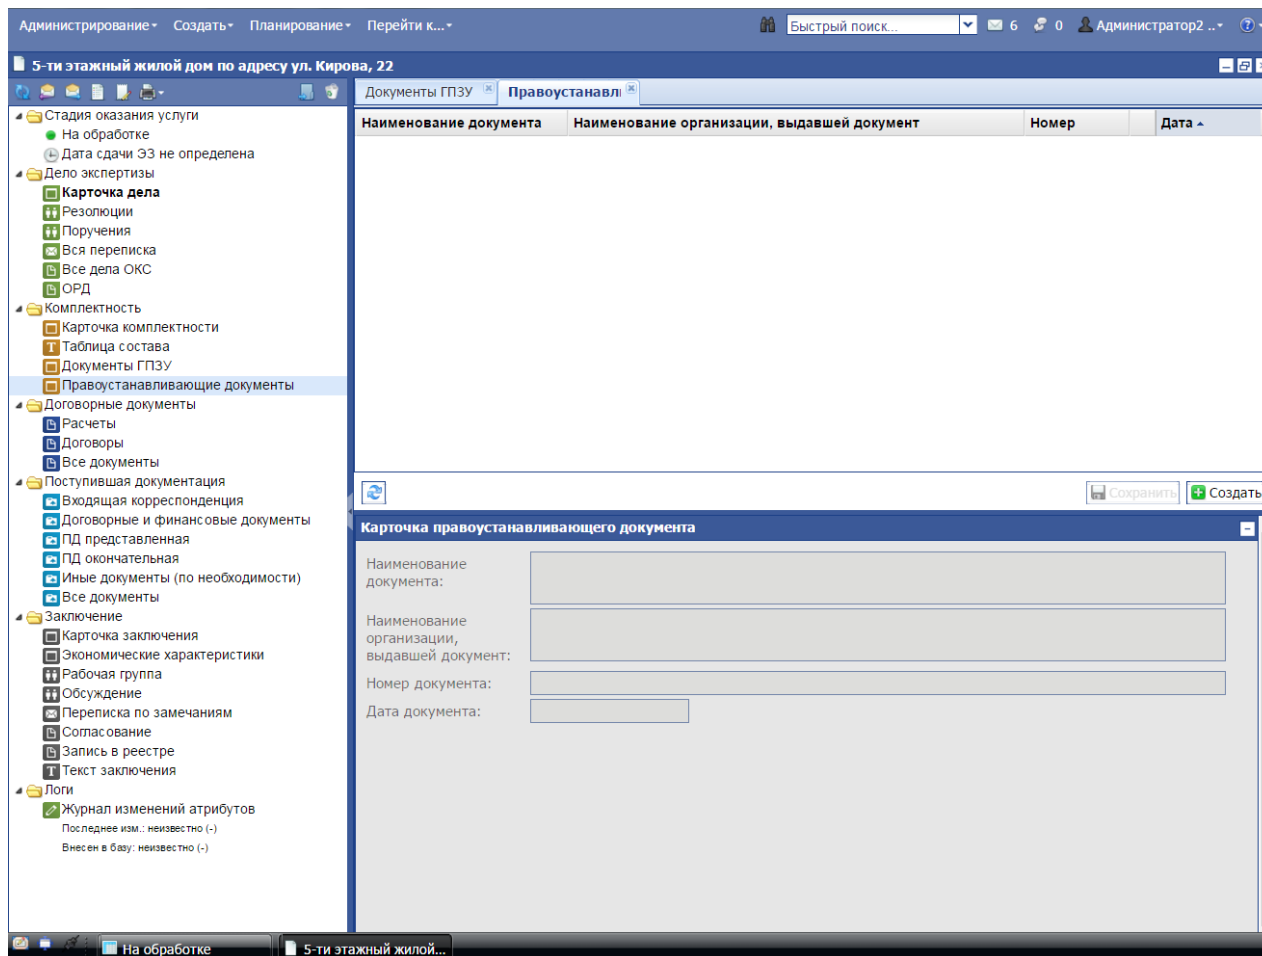 Администрирование Создать Планирование Перейти к... Быстрый поиск... 6 0 Администратор2 ..
5-ти этажный жилой дом по адресу ул. Кирова, 22
Документы ГПЗУ Правоустанавл
Стадия оказания услуги
На обработке
Дата сдачи ЭЗ не определена
Дело экспертизы
Карточка дела
Резолюции
Поручения
Вся переписка
Все дела ОКС
ОРД
Комплектность
Карточка комплектности
Таблица состава
Документы ГПЗУ
Правоустанавливающие документы
Договорные документы
Расчеты
Договоры
Все документы
Поступившая документация
Входящая корреспонденция
Договорные и финансовые документы
ПД представленная
ПД окончательная
Иные документы (по необходимости)
Все документы
Заключение
Карточка заключения
Экономические характеристики
Рабочая группа
Обсуждение
Переписка по замечаниям
Согласование
Запись в реестре
Текст заключения
Логи
Журнал изменений атрибутов
Последнее изм.: неизвестно (-)
Внесен в базу: неизвестно (-)
Наименование документа Наименование организации, выдавшей документ Номер Дата
Сохранить Создать
Карточка правоустанавливающего документа
Наименование
документа:
Наименование
организации,
выдавшей документ:
Номер документа:
Дата документа:
На обработке 5-ти этажный жилой...